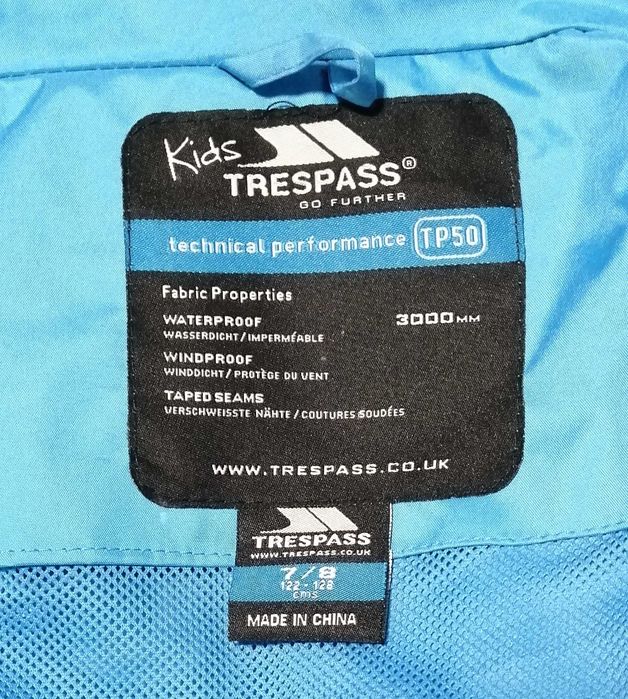 Kids
TRESPASS®
GO FURTHER
technical performance TP50
Fabric Properties
WATERPROOF 3000MM
WASSERDICHT/IMPERMÉABLE
WINDPROOF
WINDDICHT/PROTÈGE DU VENT
TAPED SEAMS
VERSCHWEISSTE NÄHTE/COUTURES SOUDÉES
WWW.TRESPASS.CO.UK
TRESPASS
WWW.TRESPASS.CO.UK
7/8
122-128
cms
MADE IN CHINA